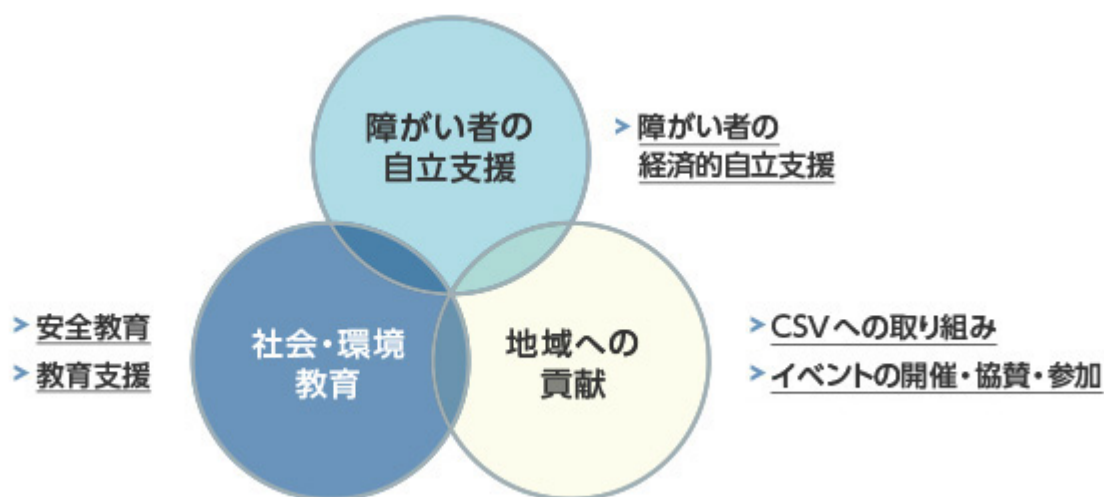 障がい者の
自立支援
> 障がい者の
経済的自立支援
> 安全教育
> 教育支援
社会・環境
教育
地域への
貢献
> CSVへの取り組み
> イベントの開催・協賛・参加